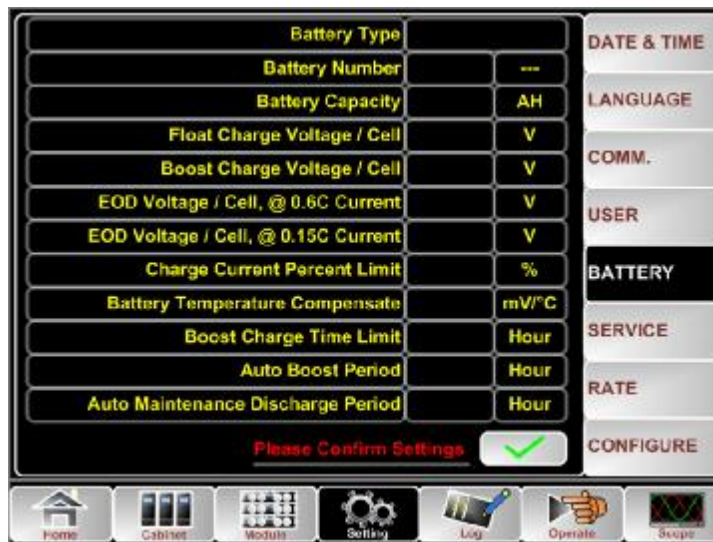 Battery Type
Battery Number ---
Battery Capacity AH
Float Charge Voltage / Cell V
Boost Charge Voltage / Cell V
EOD Voltage / Cell, @ 0.6C Current V
EOD Voltage / Cell, @ 0.15C Current V
Charge Current Percent Limit %
Battery Temperature Compensate mV/°C
Boost Charge Time Limit Hour
Auto Boost Period Hour
Auto Maintenance Discharge Period Hour
Please Confirm Settings
DATE & TIME
LANGUAGE
COMM.
USER
BATTERY
SERVICE
RATE
CONFIGURE
Home
Cabinet
Module
Setting
Log
Operate
Scope